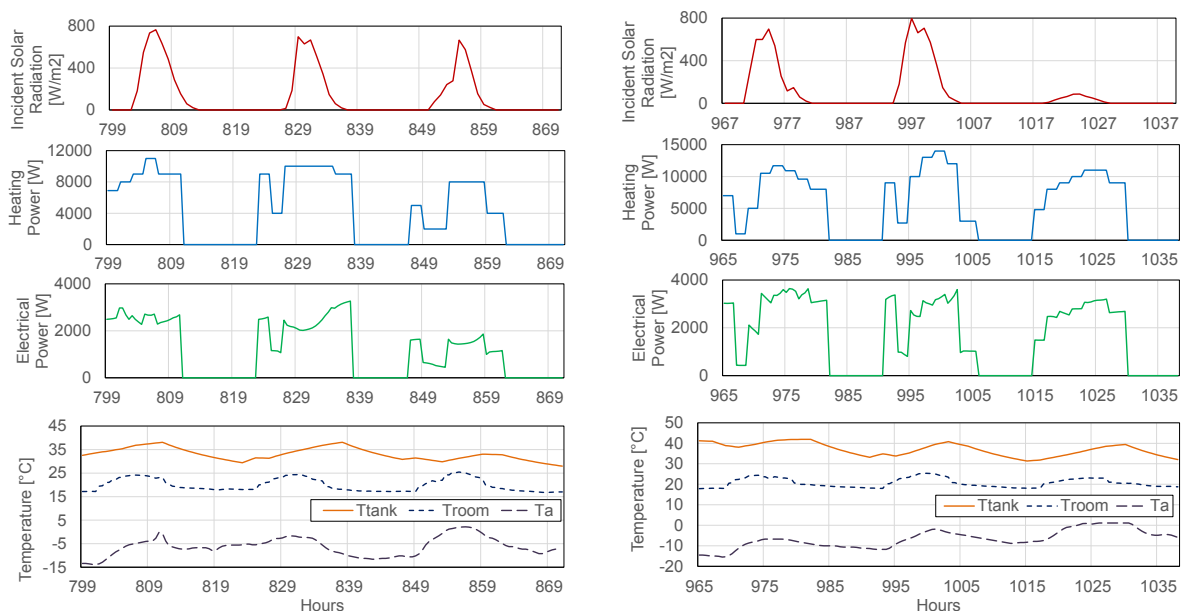 Incident Solar
Radiation
[W/m2]
800
400
0
799 809 819 829 839 849 859 869
Heating
Power [W]
12000
8000
4000
0
799 809 819 829 839 849 859 869
Electrical
Power [W]
4000
2000
0
799 809 819 829 839 849 859 869
Temperature [°C]
45
35
25
15
5
-5
-15
Ttank Troom Ta
799 809 819 829 839 849 859 869
Hours
Incident Solar
Radiation
[W/m2]
800
400
0
967 977 987 997 1007 1017 1027 1037
Heating
Power [W]
15000
10000
5000
0
965 975 985 995 1005 1015 1025 1035
Electrical
Power [W]
4000
2000
0
965 975 985 995 1005 1015 1025 1035
Temperature [°C]
50
40
30
20
10
0
-10
-20
Ttank Troom Ta
965 975 985 995 1005 1015 1025 1035
Hours